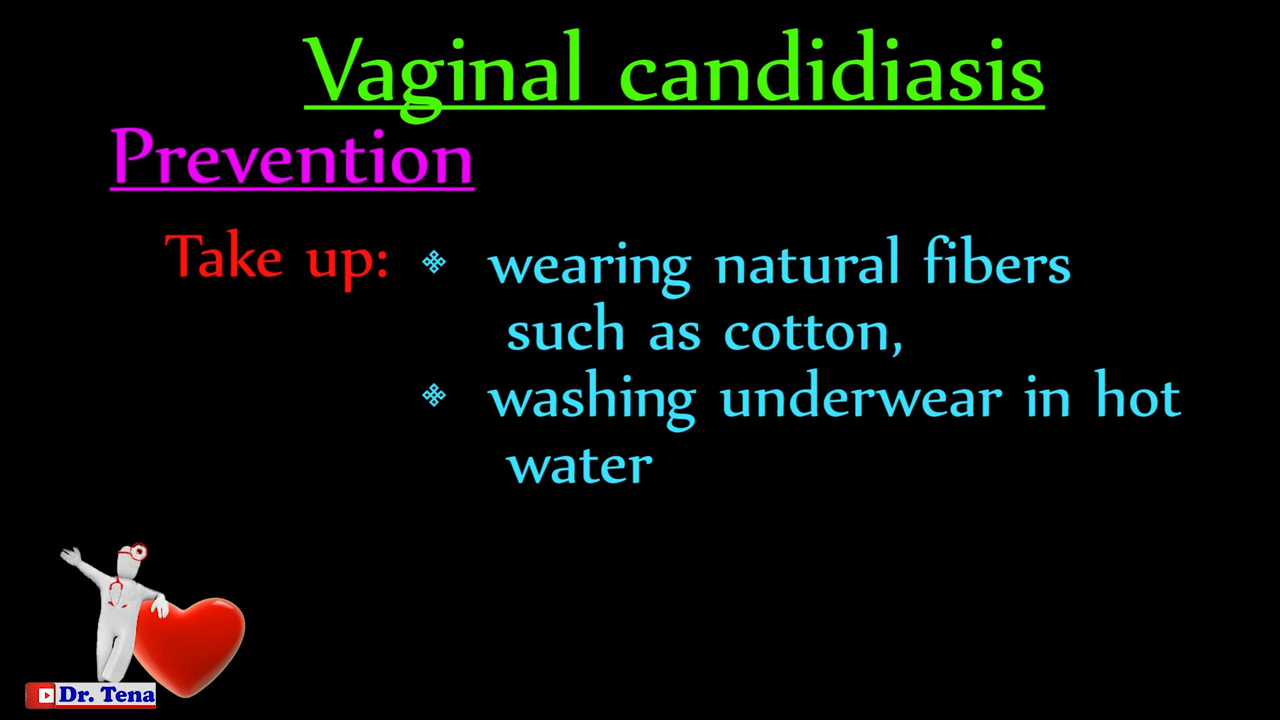 Vaginal candidiasis
Prevention
Take up: ❖ wearing natural fibers
such as cotton,
❖ washing underwear in hot
water
Dr. Tena